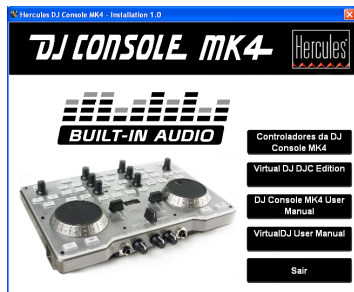 Hercules DJ Console MK4 - Installation 1.0
DJ CONSOLE MK4
Hercules
BUILT-IN AUDIO
Controladores da DJ
Console MK4
Virtual DJ DJC Edition
DJ Console MK4 User
Manual
VirtualDJ User Manual
Sair